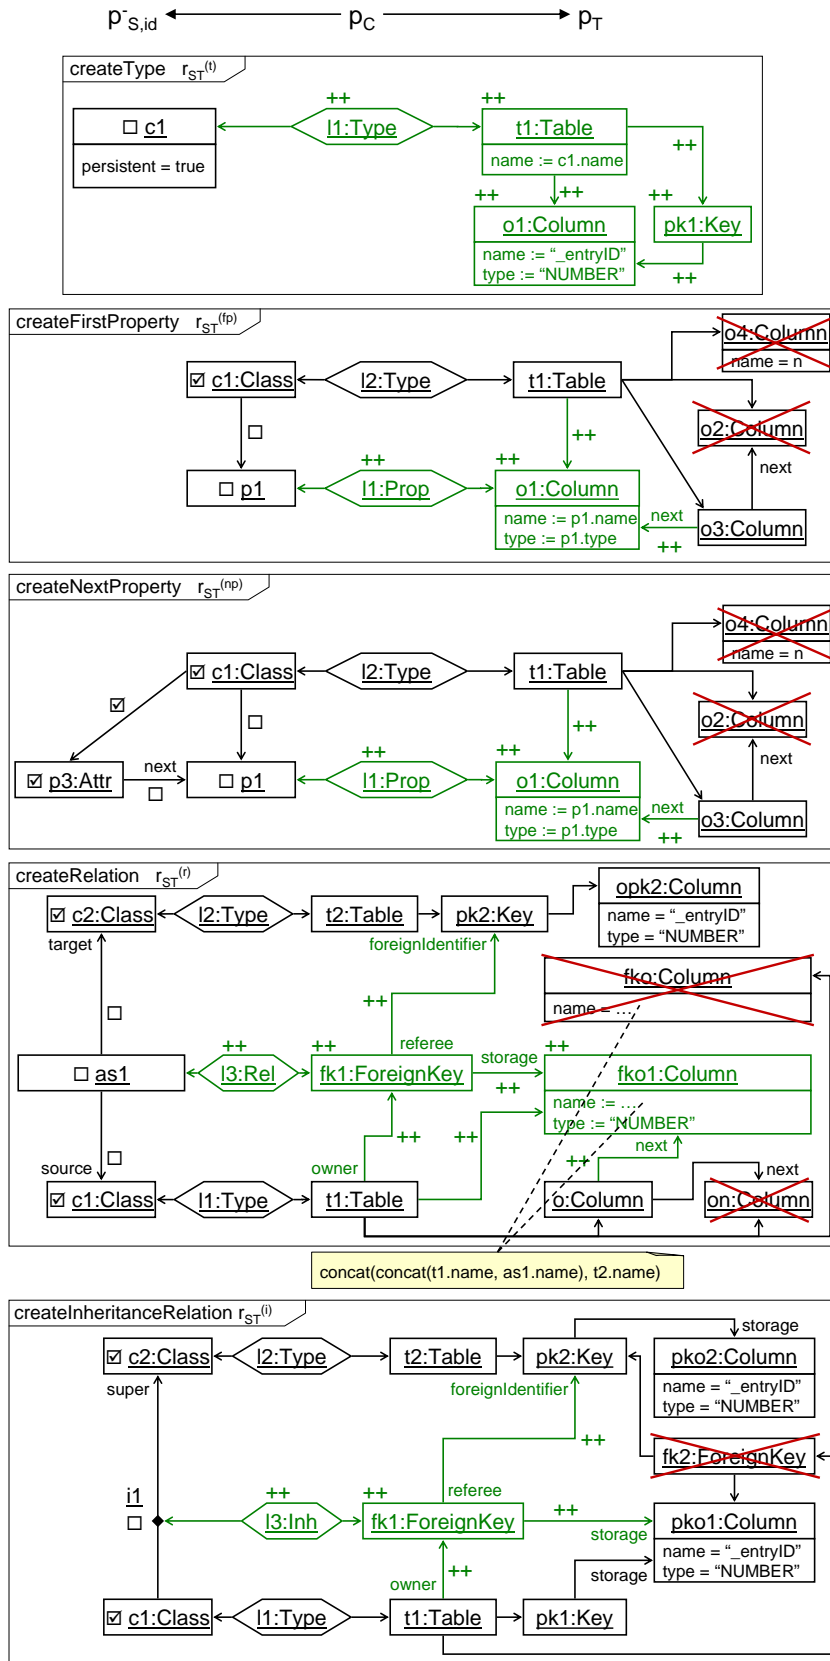 p-S,id pC pT
createType rST(t)
++ ++
☐ c1 l1:Type t1:Table
++
persistent = true name := c1.name
++ ++ ++
o1:Column pk1:Key
name := “_entryID”
type := “NUMBER”
++
createFirstProperty rST(fp)
o4:Column
name = n
☑ c1:Class l2:Type t1:Table
☐ ++ o2:Column
++ ++ next
☐ p1 l1:Prop o1:Column
name := p1.name next
type := p1.type ++ o3:Column
createNextProperty rST(np)
o4:Column
name = n
☑ c1:Class l2:Type t1:Table
☑ ☐ ++ o2:Column
++ ++ next
☑ p3:Attr next ☐ p1 l1:Prop o1:Column
☐
name := p1.name next
type := p1.type ++ o3:Column
createRelation rST(r)
opk2:Column
☑ c2:Class l2:Type t2:Table pk2:Key
name = “_entryID”
type = “NUMBER”
target foreignIdentifier
fko:Column
++
name = …
☐
++ ++ referee ++
storage
☐ as1 l3:Rel fk1:ForeignKey fko1:Column
++
name := …
type := “NUMBER”
++ ++
☐ ++ next
source owner next
☑ c1:Class l1:Type t1:Table o:Column on:Column
concat(concat(t1.name, as1.name), t2.name)
createInheritanceRelation rST(i)
storage
☑ c2:Class l2:Type t2:Table pk2:Key pko2:Column
super foreignIdentifier name = “_entryID”
type = “NUMBER”
++
fk2:ForeignKey
i1 ++ ++ referee
☐ l3:Inh fk1:ForeignKey ++ pko1:Column
storage
name = “_entryID”
type = “NUMBER”
++
owner storage
☑ c1:Class l1:Type t1:Table pk1:Key